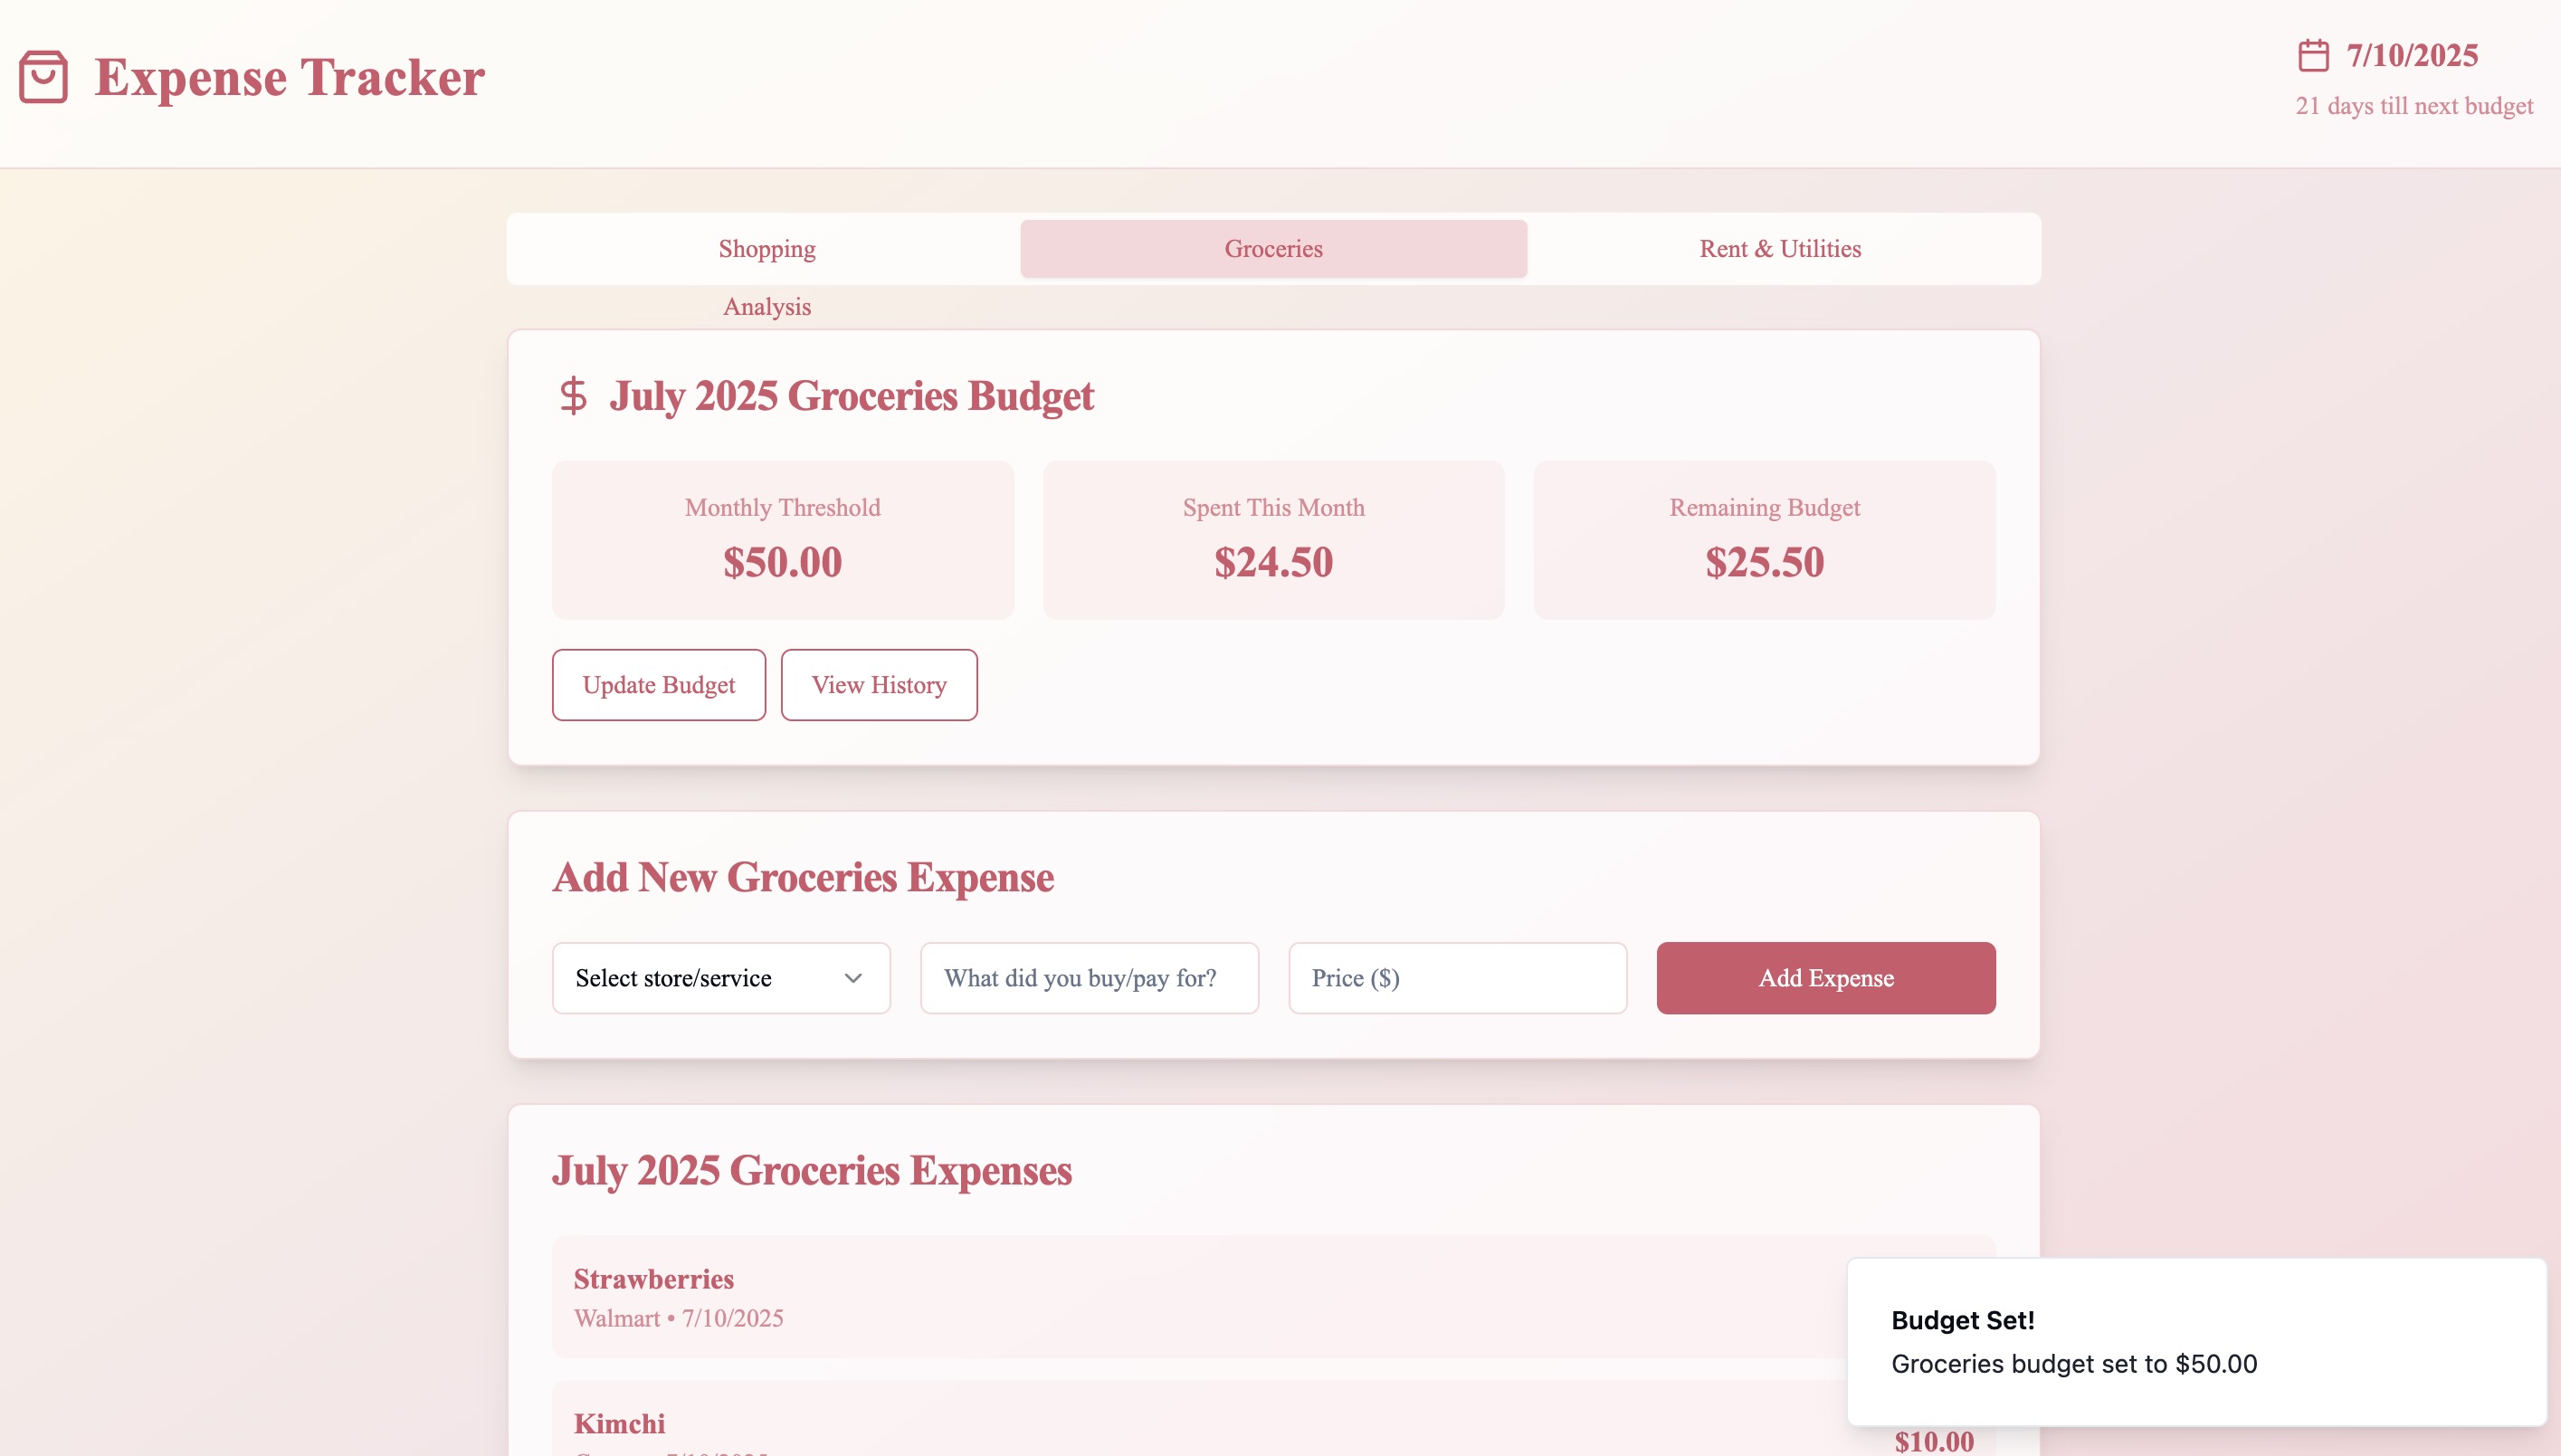 Expense Tracker
7/10/2025
21 days till next budget
Shopping
Groceries
Rent & Utilities
Analysis
$ July 2025 Groceries Budget
Monthly Threshold
$50.00
Spent This Month
$24.50
Remaining Budget
$25.50
Update Budget
View History
Add New Groceries Expense
Select store/service
What did you buy/pay for?
Price ($)
Add Expense
July 2025 Groceries Expenses
Strawberries
Walmart • 7/10/2025
Kimchi
$10.00
Budget Set!
Groceries budget set to $50.00